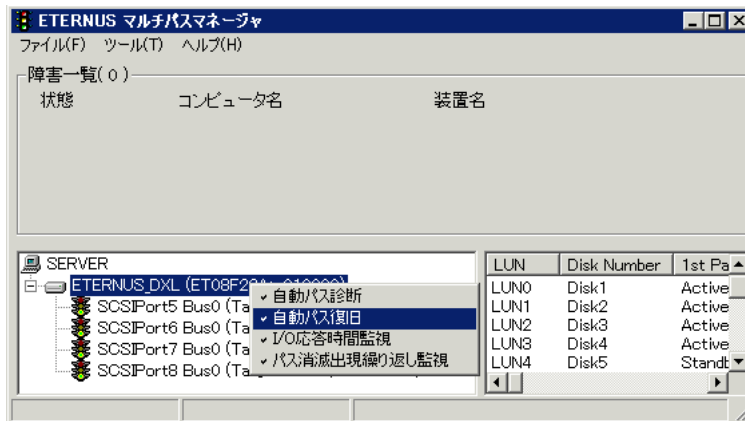 ETERNUS マルチパスマネージャ
ファイル(F) ツール(T) ヘルプ(H)
障害一覧( 0 )
状態 コンピュータ名 装置名
SERVER
ETERNUS_DXL
SCSIPort5 Bus0
SCSIPort6 Bus0
SCSIPort7 Bus0
SCSIPort8 Bus0
自動パス診断
自動パス復旧
I/O応答時間監視
パス消滅出現繰り返し監視
LUN Disk Number 1st Pa
LUN0 Disk1 Active
LUN1 Disk2 Active
LUN2 Disk3 Active
LUN3 Disk4 Active
LUN4 Disk5